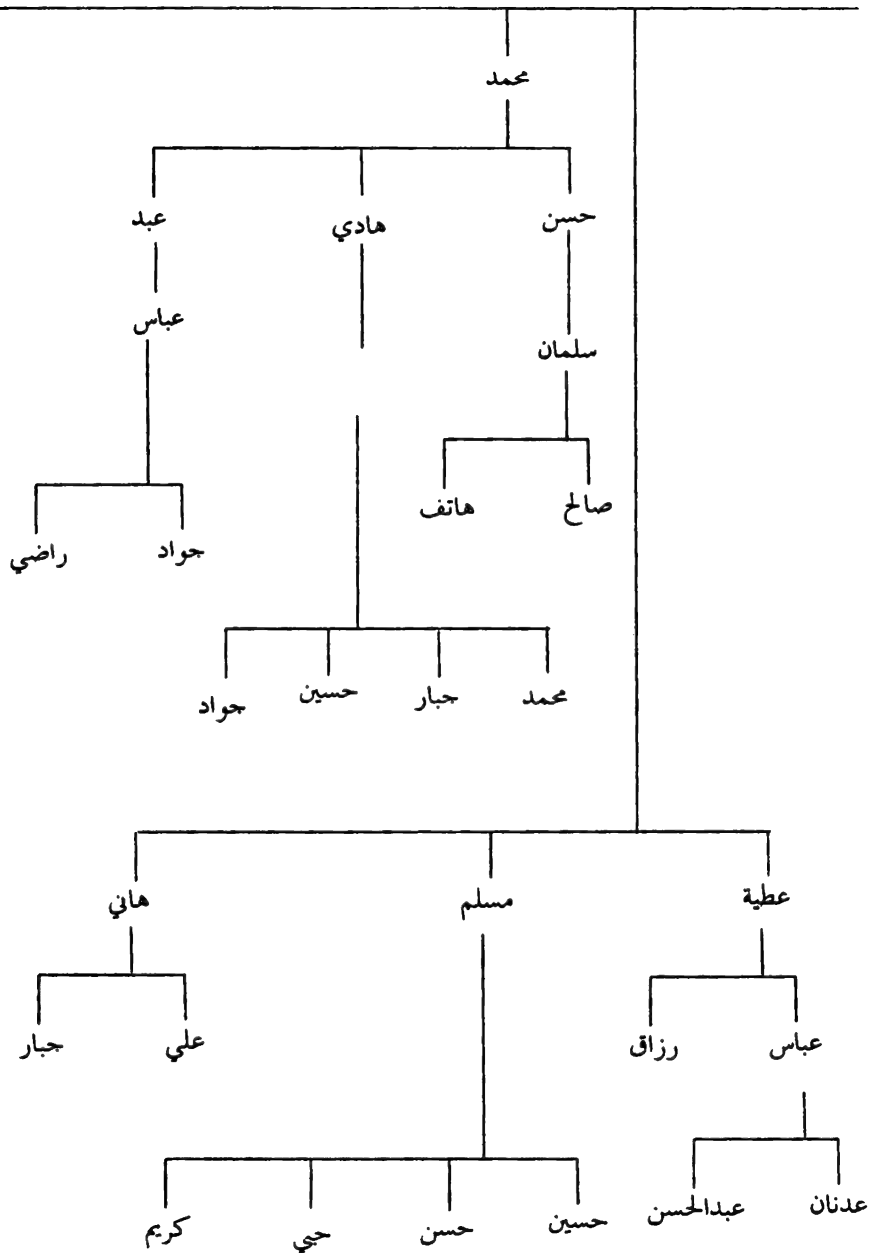 محمد
حسن هادي عبد
عباس
سلمان
صالح هاتف
جواد راضي
محمد جبار حسين جواد
عطية مسلم هاني
عباس رزاق علي جبار
عدنان عبدالحسن حسين حسن حبي كريم